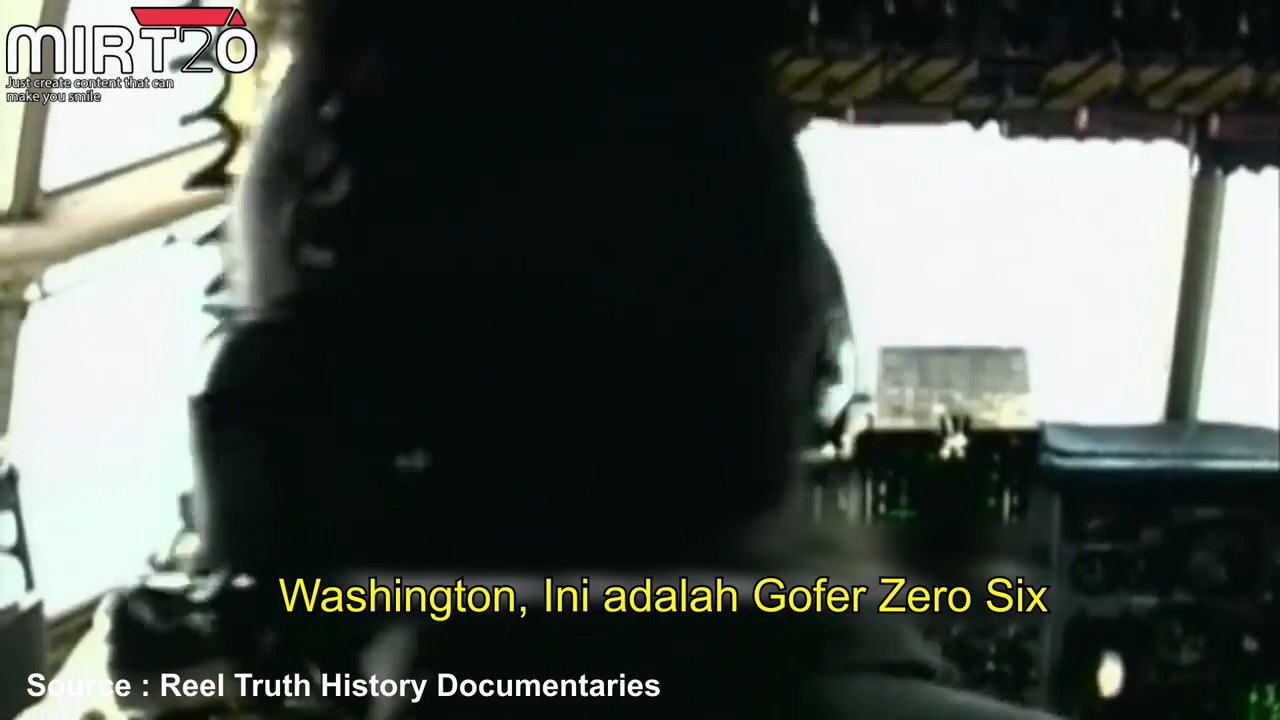 MIRT20
Just create content that can
make you smile
Washington, Ini adalah Gofer Zero Six
Source : Reel Truth History Documentaries